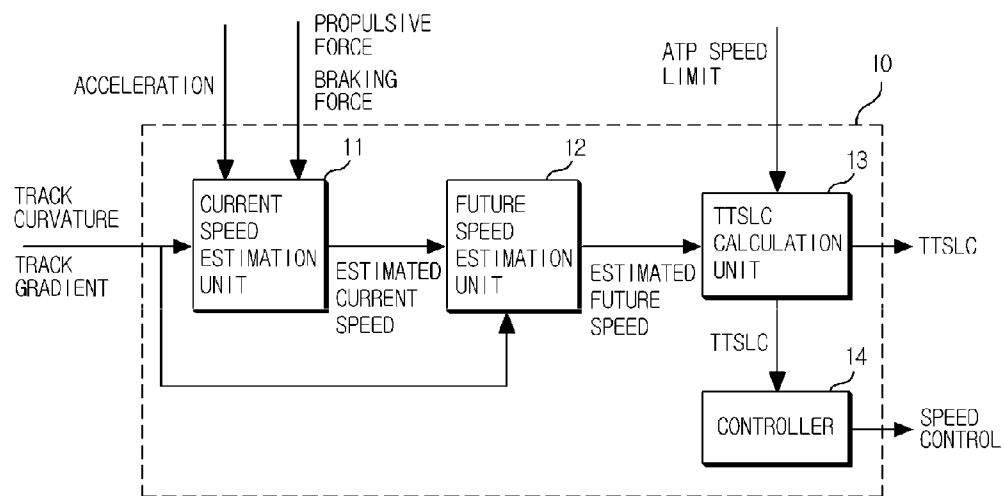 PROPULSIVE
FORCE
BRAKING
FORCE
ACCELERATION
ATP SPEED
LIMIT
10
11
12
13
TRACK
CURVATURE
TRACK
GRADIENT
CURRENT
SPEED
ESTIMATION
UNIT
ESTIMATED
CURRENT
SPEED
FUTURE
SPEED
ESTIMATION
UNIT
ESTIMATED
FUTURE
SPEED
TTSLC
CALCULATION
UNIT
TTSLC
TTSLC
14
CONTROLLER
SPEED
CONTROL